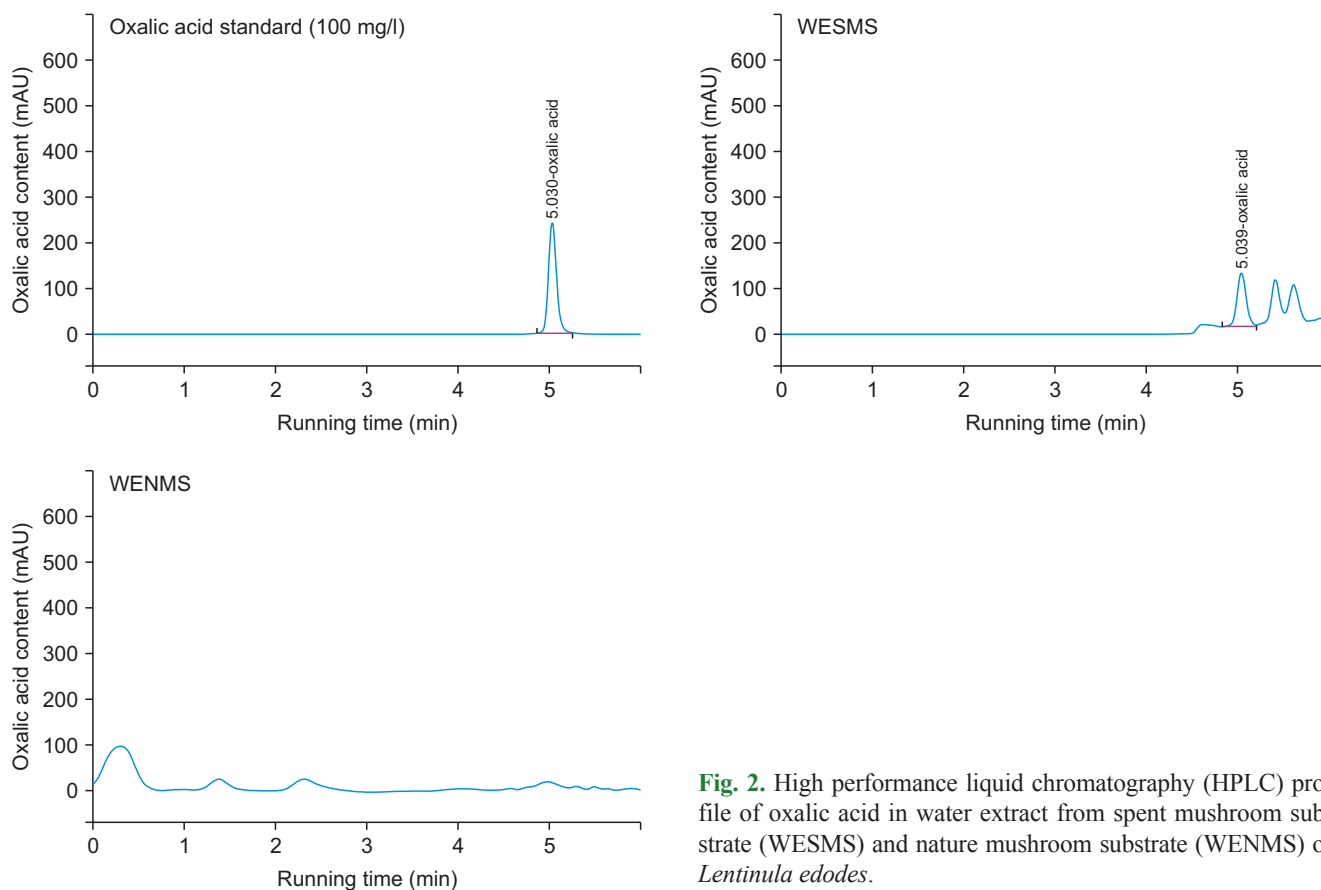 Oxalic acid standard (100 mg/l)
Oxalic acid content (mAU)
600
500
400
300
200
100
0
5.030-oxalic acid
0 1 2 3 4 5
Running time (min)
WESMS
Oxalic acid content (mAU)
600
500
400
300
200
100
0
5.039-oxalic acid
0 1 2 3 4 5
Running time (min)
WENMS
Oxalic acid content (mAU)
600
500
400
300
200
100
0
0 1 2 3 4 5
Running time (min)
Fig. 2. High performance liquid chromatography (HPLC) pro-
file of oxalic acid in water extract from spent mushroom sub-
strate (WESMS) and nature mushroom substrate (WENMS) o
Lentinula edodes.